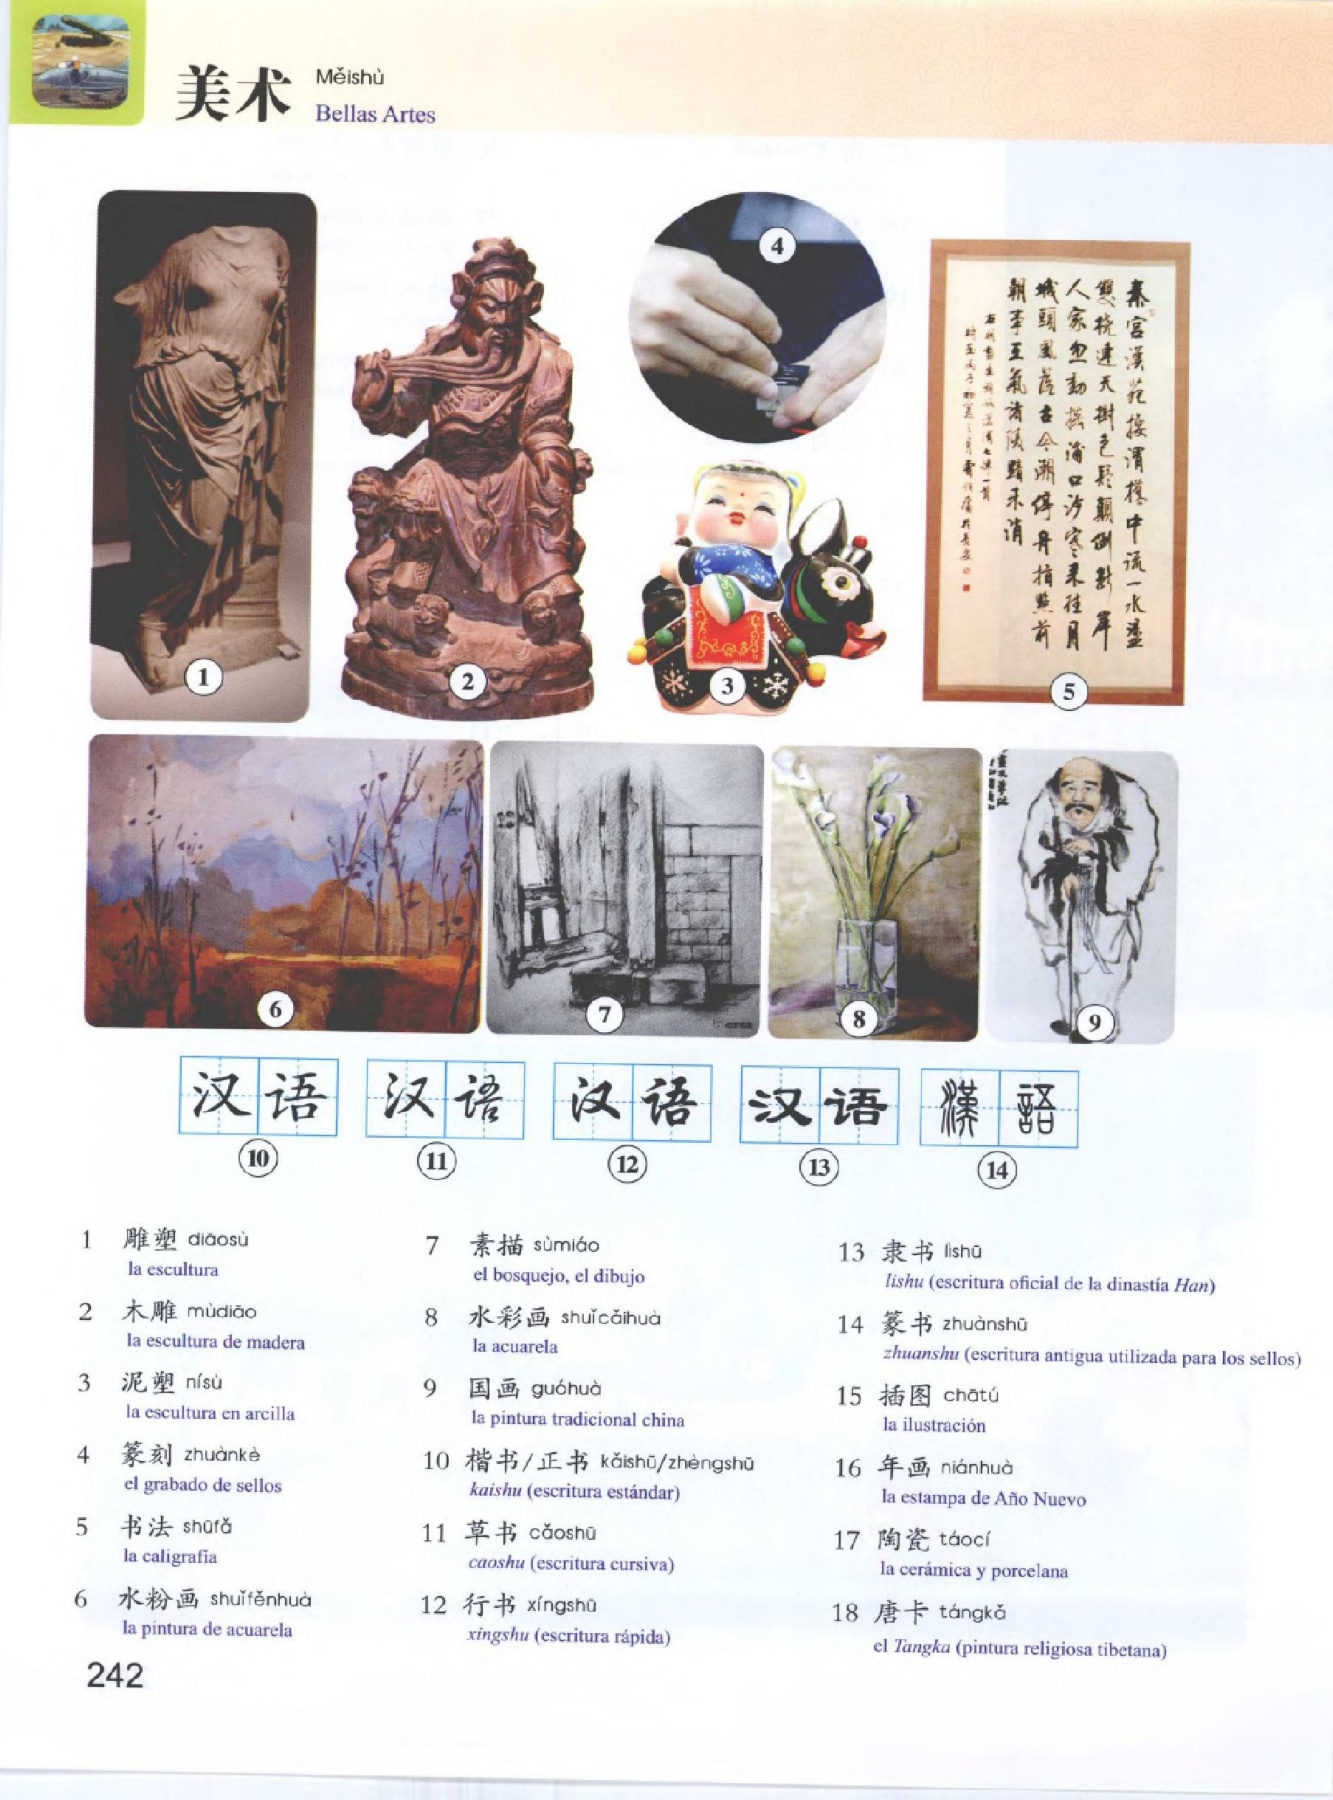 美术 Měishù
Bellas Artes
4
1
2
3
5
6
7
8
9
汉语
汉语
汉语
汉语
漢語
10
11
12
13
14
1 雕塑 diāosù
la escultura
2 木雕 mùdiāo
la escultura de madera
3 泥塑 nísù
la escultura en arcilla
4 篆刻 zhuànkè
el grabado de sellos
5 书法 shūfǎ
la caligrafía
6 水粉画 shuǐfěnhuà
la pintura de acuarela
7 素描 sùmiáo
el bosquejo, el dibujo
8 水彩画 shuǐcǎihuà
la acuarela
9 国画 guóhuà
la pintura tradicional china
10 楷书/正书 kǎishū/zhèngshū
kaishu (escritura estándar)
11 草书 cǎoshū
caoshu (escritura cursiva)
12 行书 xíngshū
xingshu (escritura rápida)
13 隶书 lìshū
lishu (escritura oficial de la dinastía Han)
14 篆书 zhuànshū
zhuanshu (escritura antigua utilizada para los sellos)
15 插图 chātú
la ilustración
16 年画 niánhuà
la estampa de Año Nuevo
17 陶瓷 táocí
la cerámica y porcelana
18 唐卡 tángkǎ
el Tangka (pintura religiosa tibetana)
242